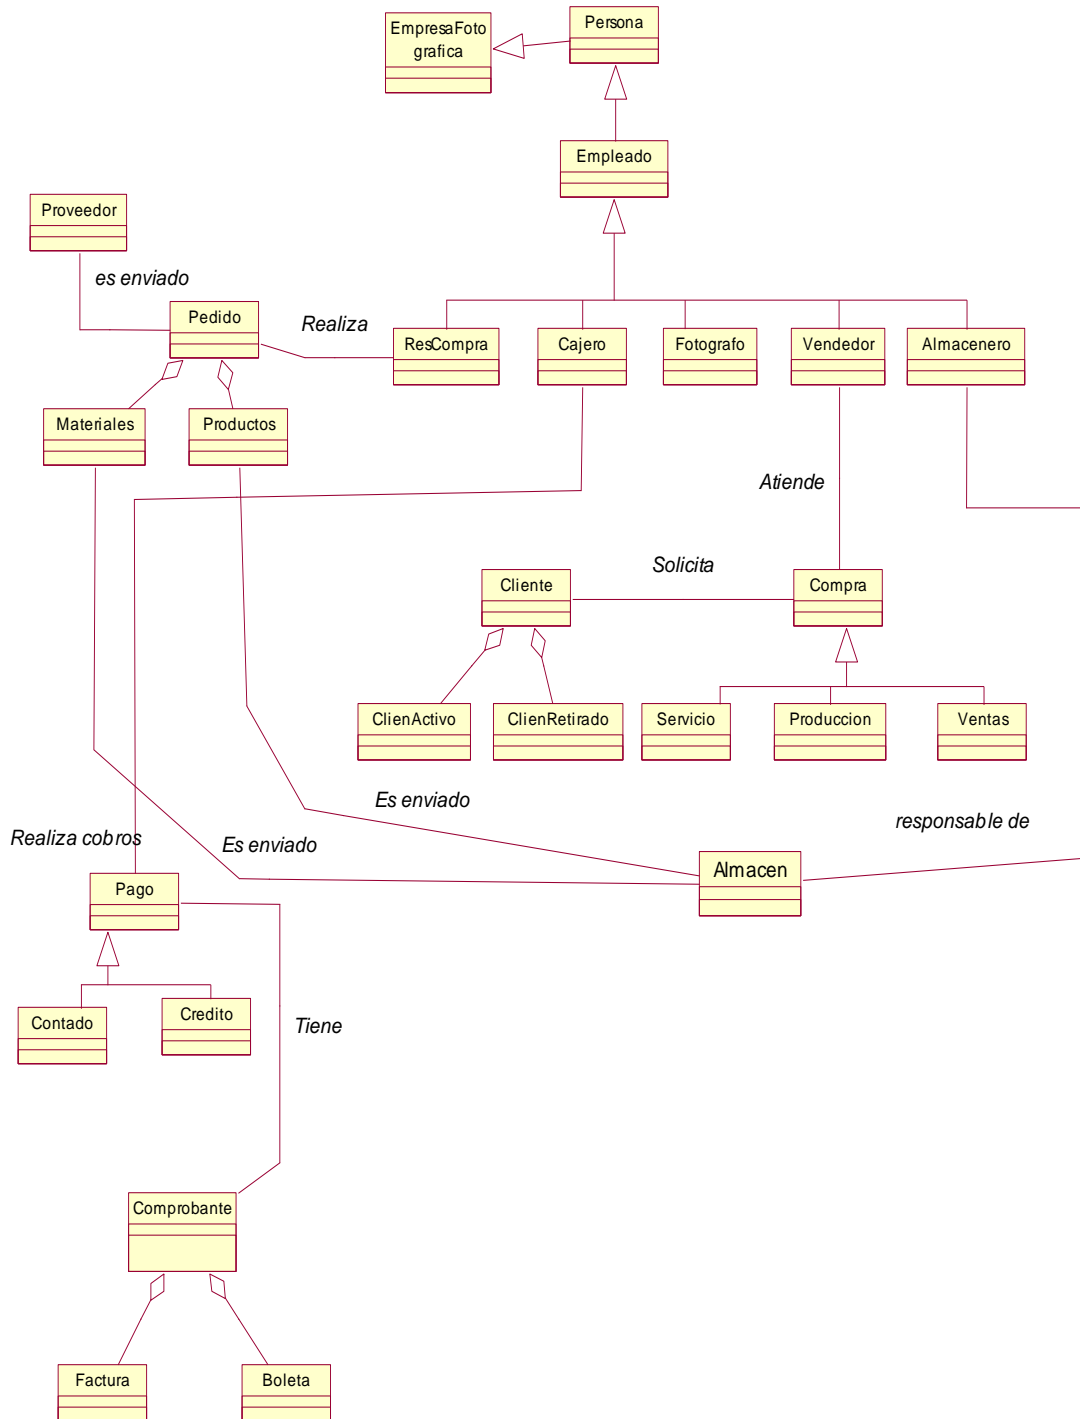 EmpresaFoto
grafica
Persona
Empleado
Proveedor
es enviado
Pedido
Realiza
ResCompra
Cajero
Fotografo
Vendedor
Almacenero
Materiales
Productos
Atiende
Solicita
Cliente
Compra
ClienActivo
ClienRetirado
Servicio
Produccion
Ventas
Es enviado
Realiza cobros
Es enviado
responsable de
Almacen
Pago
Contado
Credito
Tiene
Comprobante
Factura
Boleta